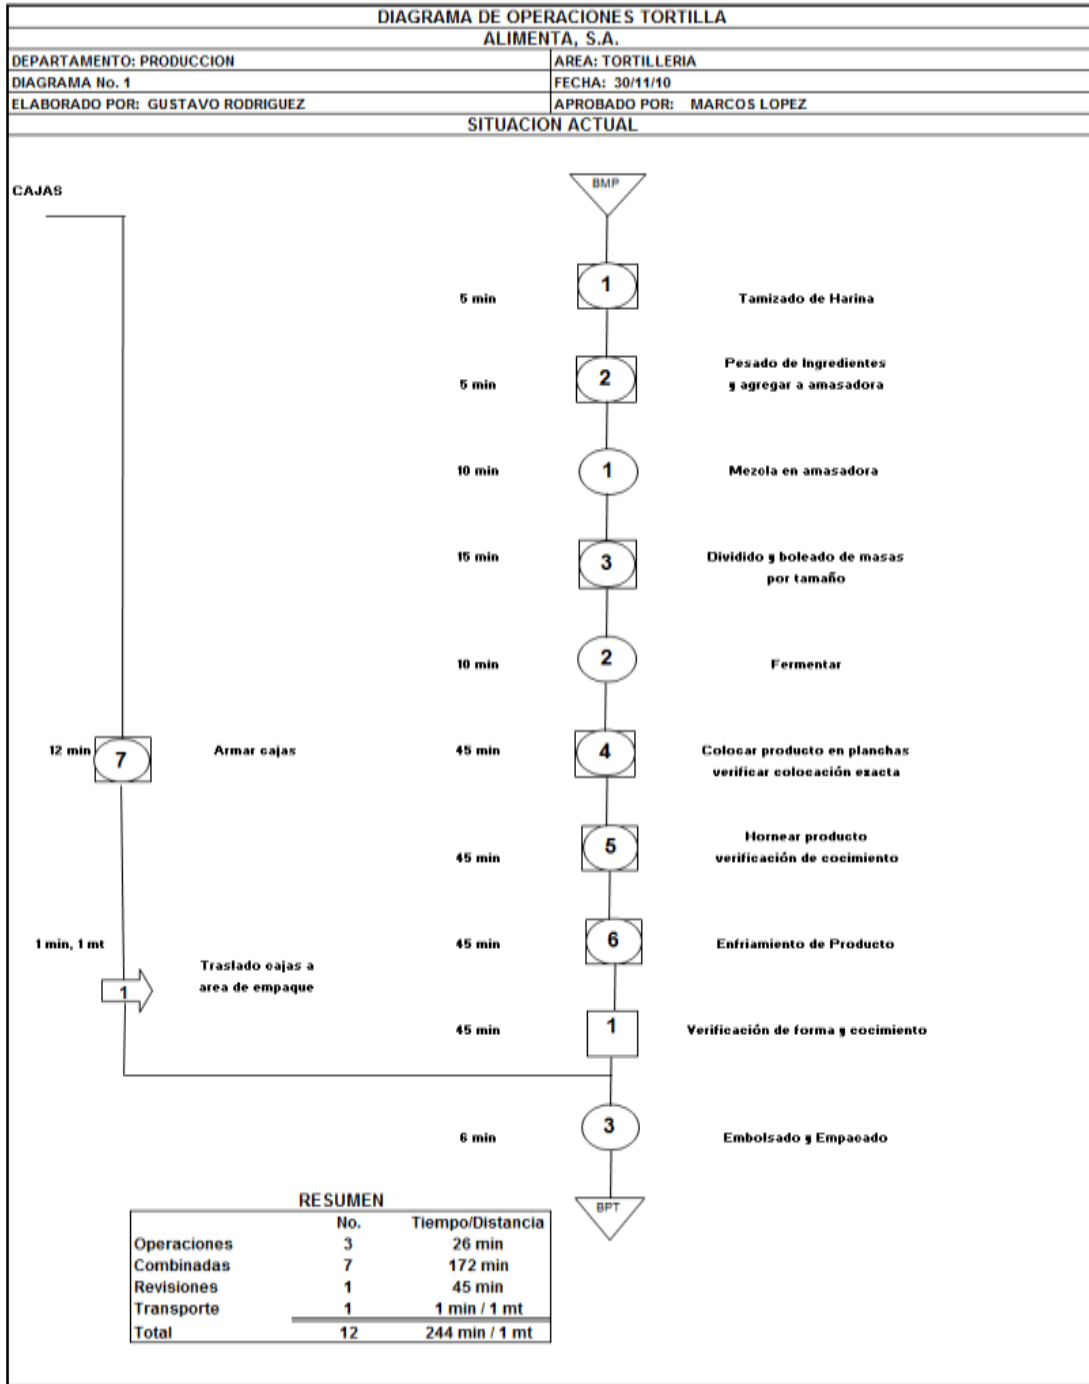 DIAGRAMA DE OPERACIONES TORTILLA
ALIMENTA, S.A.
DEPARTAMENTO: PRODUCCION
AREA: TORTILLERIA
DIAGRAMA No. 1
FECHA: 30/11/10
ELABORADO POR: GUSTAVO RODRIGUEZ
APROBADO POR: MARCOS LOPEZ
SITUACION ACTUAL
CAJAS
BMP
5 min
1
Tamizado de Harina
5 min
2
Pesado de Ingredientes
y agregar a amasadora
10 min
1
Mezcla en amasadora
15 min
3
Dividido y boleado de masas
por tamaño
10 min
2
Fermentar
12 min
7
Armar cajas
45 min
4
Colocar producto en planchas
verificar colocación exacta
45 min
5
Hornear producto
verificación de cocimiento
1 min, 1 mt
1
Traslado cajas a
area de empaque
45 min
6
Enfriamiento de Producto
45 min
1
Verificación de forma y cocimiento
6 min
3
Embolsado y Empacado
BPT
RESUMEN
No. Tiempo/Distancia
Operaciones 3 26 min
Combinadas 7 172 min
Revisiones 1 45 min
Transporte 1 1 min / 1 mt
Total 12 244 min / 1 mt